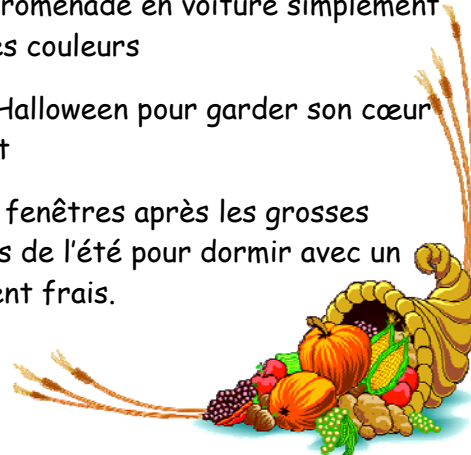 romenade en voiture simplement
es couleurs
Halloween pour garder son cœur
t
fenêtres après les grosses
s de l'été pour dormir avec un
ent frais.